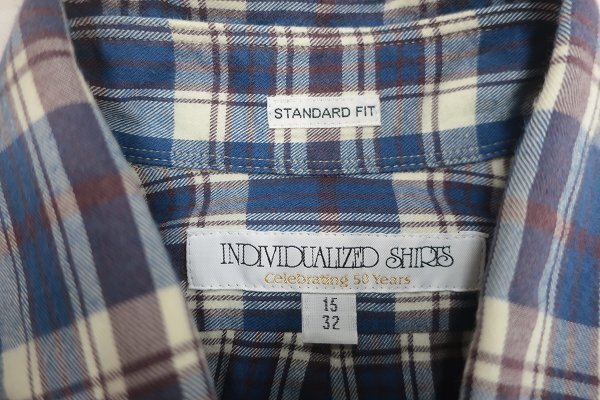 STANDARD FIT
INDIVIDUALIZED SHIRTS
Celebrating 50 Years
15
32